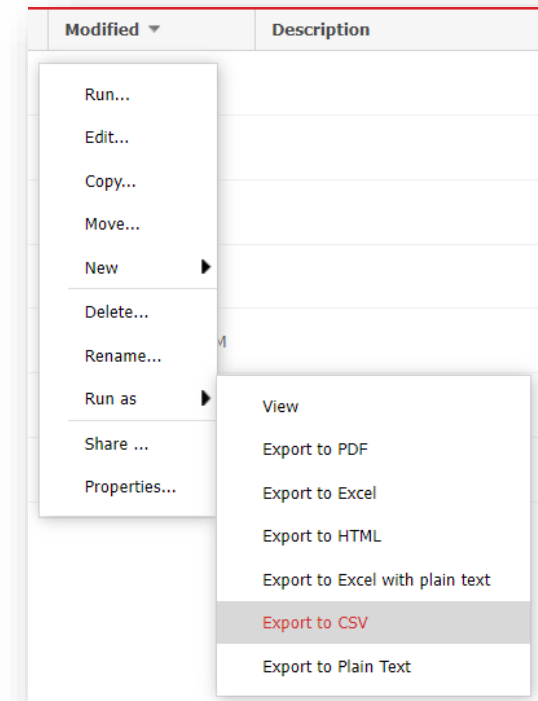 Modified Description
Run...
Edit...
Copy...
Move...
New
Delete...
M
Rename...
Run as
View
Share ...
Export to PDF
Properties...
Export to Excel
Export to HTML
Export to Excel with plain text
Export to CSV
Export to Plain Text